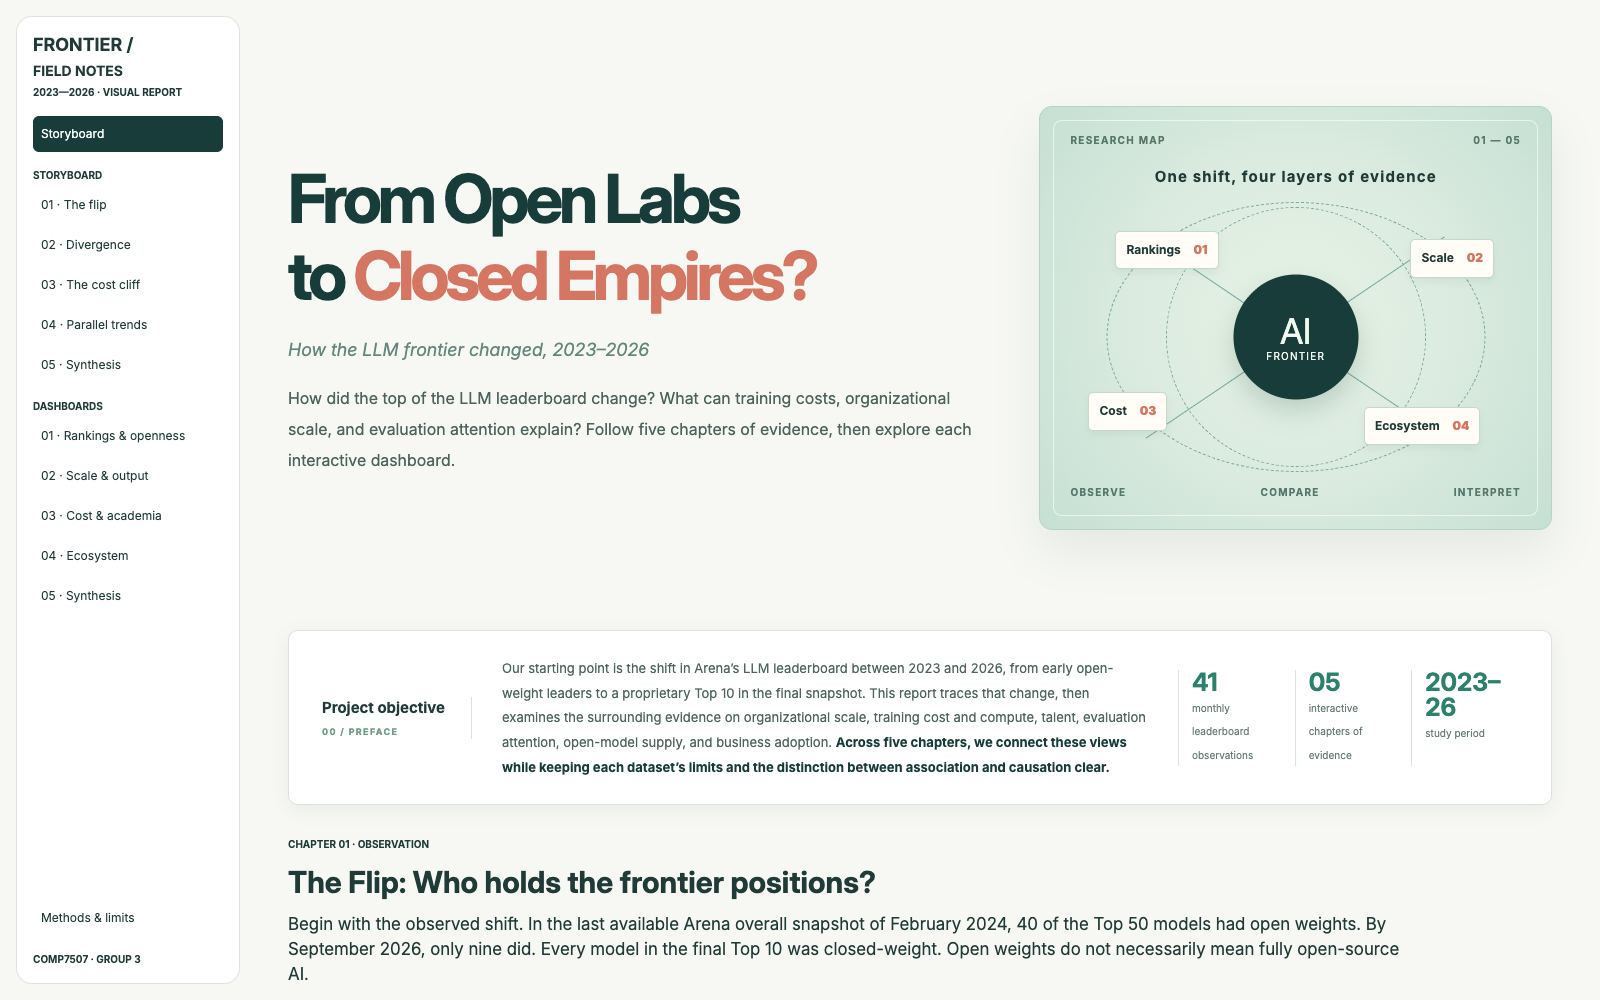 FRONTIER /
FIELD NOTES
2023—2026 · VISUAL REPORT
Storyboard
STORYBOARD
01 · The flip
02 · Divergence
03 · The cost cliff
04 · Parallel trends
05 · Synthesis
DASHBOARDS
01 · Rankings & openness
02 · Scale & output
03 · Cost & academia
04 · Ecosystem
05 · Synthesis
Methods & limits
COMP7507 · GROUP 3
From Open Labs
to Closed Empires?
How the LLM frontier changed, 2023–2026
How did the top of the LLM leaderboard change? What can training costs, organizational
scale, and evaluation attention explain? Follow five chapters of evidence, then explore each
interactive dashboard.
RESEARCH MAP
01 — 05
One shift, four layers of evidence
Rankings 01
Scale 02
AI
FRONTIER
Cost 03
Ecosystem 04
OBSERVE
COMPARE
INTERPRET
Project objective
00 / PREFACE
Our starting point is the shift in Arena’s LLM leaderboard between 2023 and 2026, from early open-
weight leaders to a proprietary Top 10 in the final snapshot. This report traces that change, then
examines the surrounding evidence on organizational scale, training cost and compute, talent, evaluation
attention, open-model supply, and business adoption. Across five chapters, we connect these views
while keeping each dataset’s limits and the distinction between association and causation clear.
41
monthly
leaderboard
observations
05
interactive
chapters of
evidence
2023–
26
study period
CHAPTER 01 · OBSERVATION
The Flip: Who holds the frontier positions?
Begin with the observed shift. In the last available Arena overall snapshot of February 2024, 40 of the Top 50 models had open weights. By
September 2026, only nine did. Every model in the final Top 10 was closed-weight. Open weights do not necessarily mean fully open-source
AI.